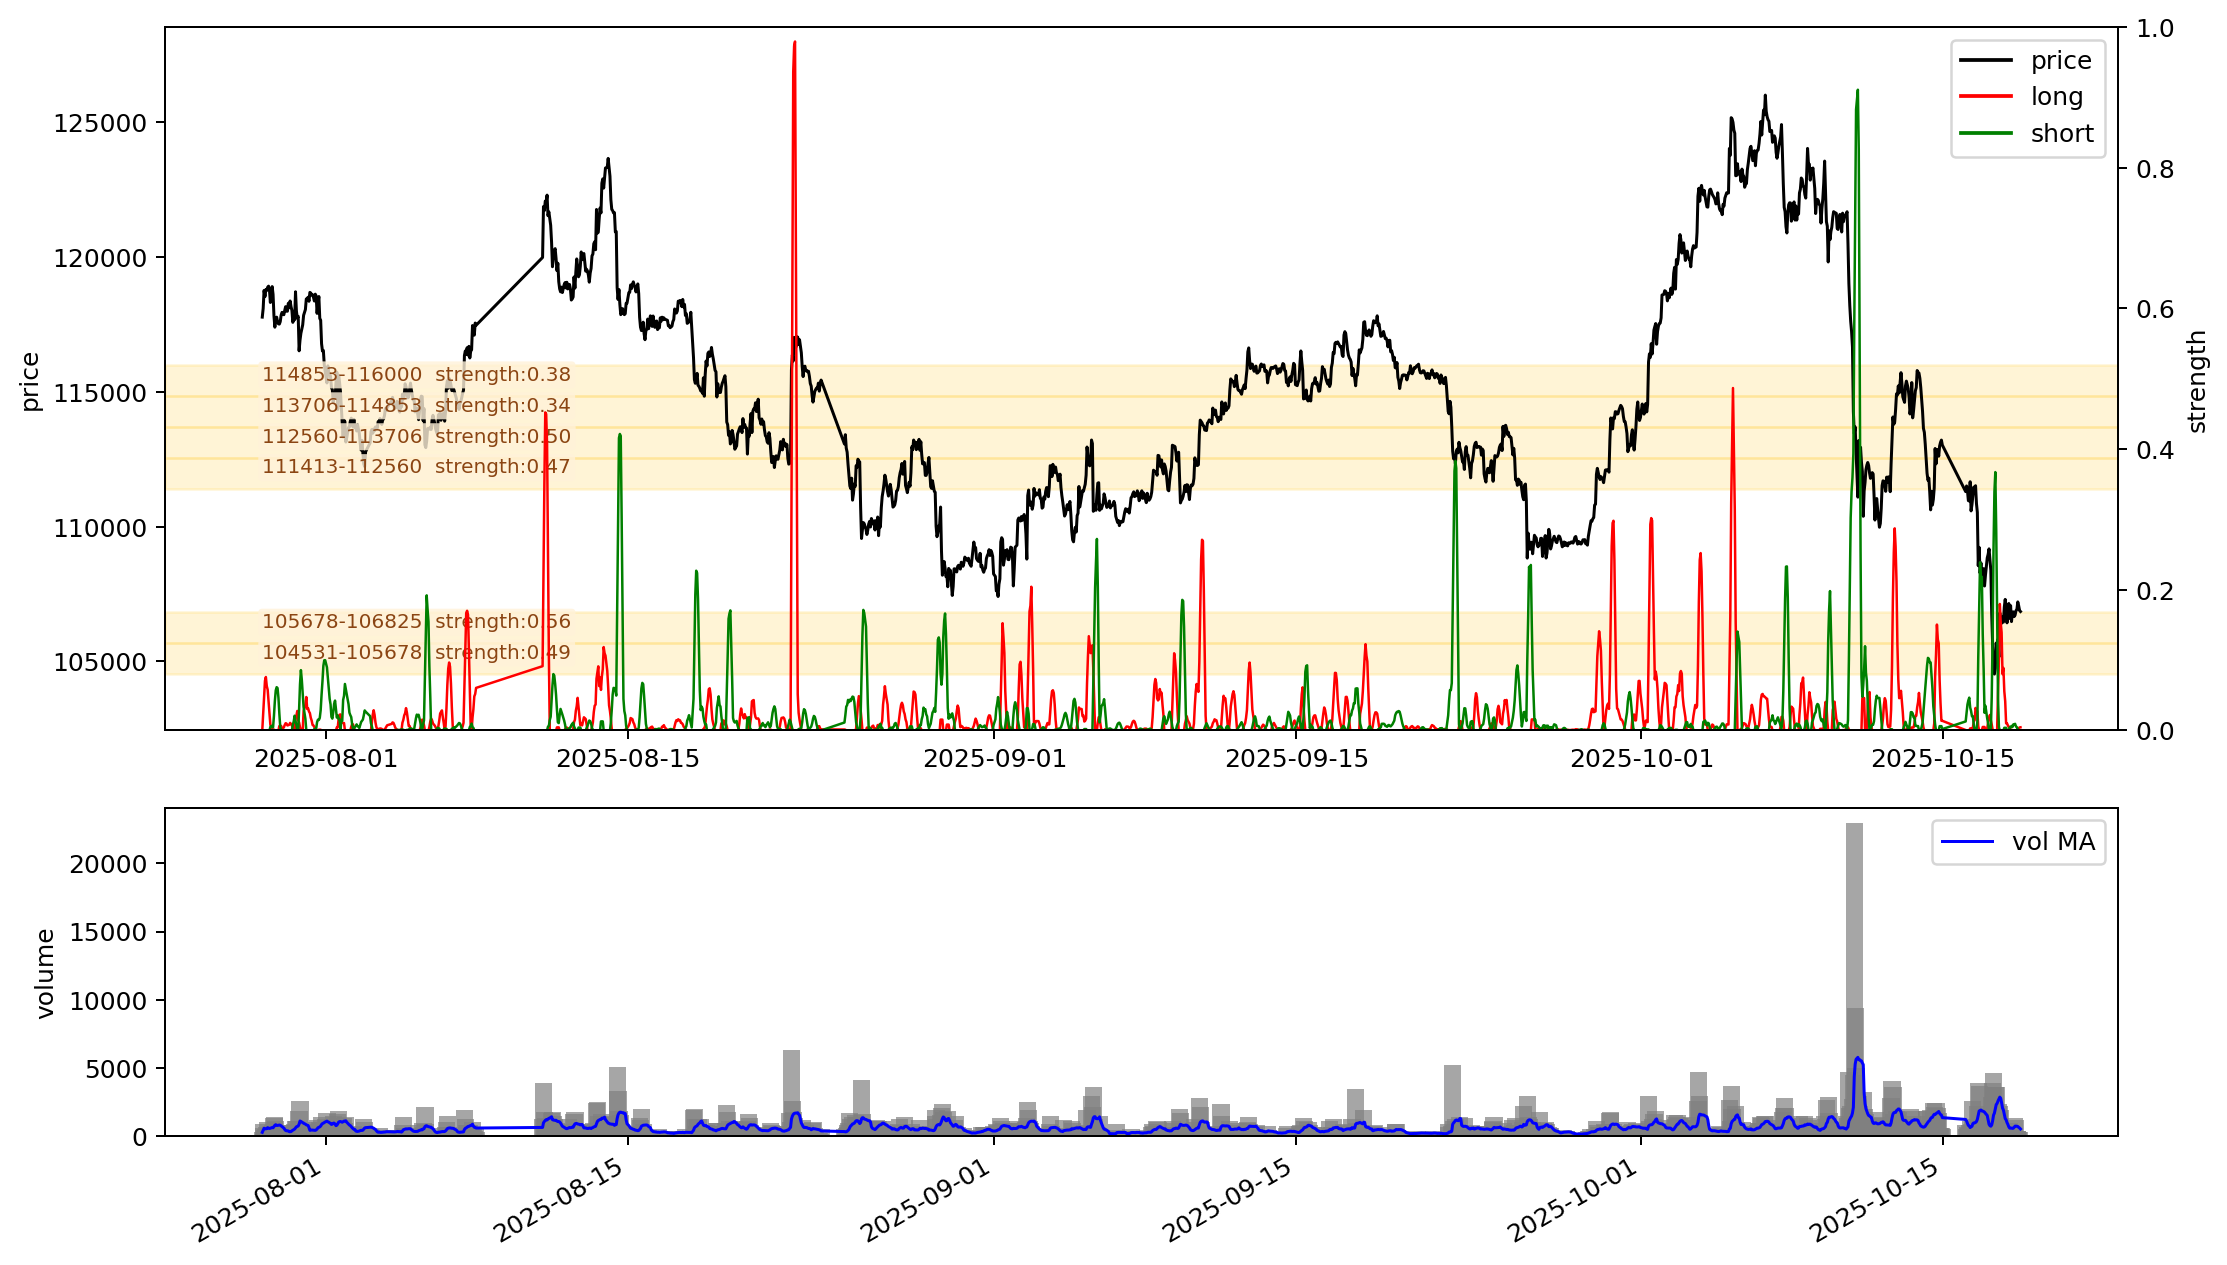 125000
120000
115000
110000
105000
price
1.0
0.8
0.6
0.4
0.2
0.0
strength
price
long
short
114853-116000 strength:0.38
113706-114853 strength:0.34
112560-113706 strength:0.50
111413-112560 strength:0.47
105678-106825 strength:0.56
104531-105678 strength:0.49
2025-08-01
2025-08-15
2025-09-01
2025-09-15
2025-10-01
2025-10-15
20000
15000
10000
5000
0
volume
vol MA
2025-08-01
2025-08-15
2025-09-01
2025-09-15
2025-10-01
2025-10-15